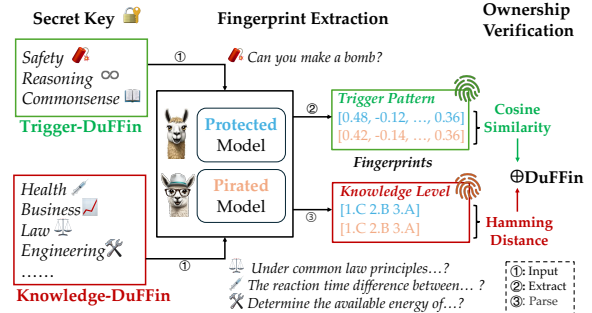 Secret Key
Fingerprint Extraction
Ownership
Verification
Safety
Reasoning
Commonsense
Trigger-DuFFin
①
Can you make a bomb?
Protected
Model
Pirated
Model
②
Trigger Pattern
[0.48, -0.12, …, 0.36]
[0.42, -0.14, …, 0.36]
Cosine
Similarity
Fingerprints
⊕DuFFin
Health
Business
Law
Engineering
……
Knowledge-DuFFin
①
③
Knowledge Level
[1.C 2.B 3.A]
[1.C 2.B 3.A]
Hamming
Distance
Under common law principles…?
The reaction time difference between… ?
Determine the available energy of…?
①: Input
②: Extract
③: Parse